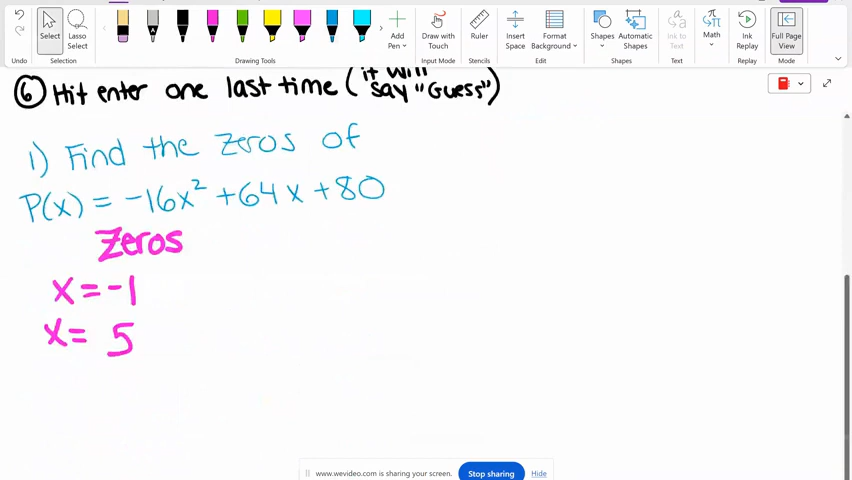 Undo
Select
Lasso Select
Selection
Drawing Tools
Add Pen
Draw with Touch
Input Mode
Ruler
Stencils
Insert Space
Format Background
Edit
Shapes
Automatic Shapes
Shapes
Ink to Text
Text
Math
Ink Replay
Replay
Full Page View
Mode
6 Hit enter one last time (it will say "Guess")
1) Find the zeros of
P(x) = -16x² + 64x + 80
Zeros
x = -1
x = 5
www.wevideo.com is sharing your screen.
Stop sharing
Hide